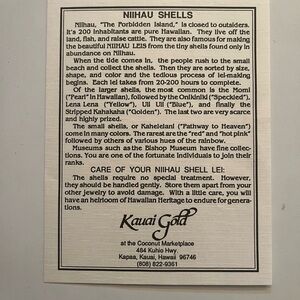 NIIHAU SHELLS
Niihau, "The Forbidden Island," is closed to outsiders.
It's 200 inhabitants are pure Hawaiian. They live off the
land, fish, and raise cattle. They are also famous for making
the beautiful NIIHAU LEIS from the tiny shells found only in
abundance on Niihau.
When the tide comes in, the people rush to the small
beach and collect the shells. Then they are sorted by size,
shape, and color and the tedious process of lei-making
begins. Each lei takes from 20-200 hours to complete.
Of the larger shells, the most common is the Momi
("Pearl" in Hawaiian), followed by the Onikiniki ("Speckled"),
Lena Lena ("Yellow"), Uli Uli ("Blue"), and finally the
Stripped Kahakaha ("Golden"). The last two are very scarce
and highly prized.
The small shells, or Kahelelani ("Pathway to Heaven")
come in many colors. The rarest are the "red" and "hot pink"
followed by others of various hues of the rainbow.
Museums such as the Bishop Museum have fine collec-
tions. You are one of the fortunate individuals to join their
ranks.
CARE OF YOUR NIIHAU SHELL LEI:
The shells require no special treatment. However,
they should be handled gently. Store them apart from your
other jewelry to avoid damage. With a little care, you will
have an heirloom of Hawaiian Heritage to endure for genera-
tions.
Kauai Gold
at the Coconut Marketplace
484 Kuhio Hwy.
Kapaa, Kauai, Hawaii 96746
(808) 822-9361